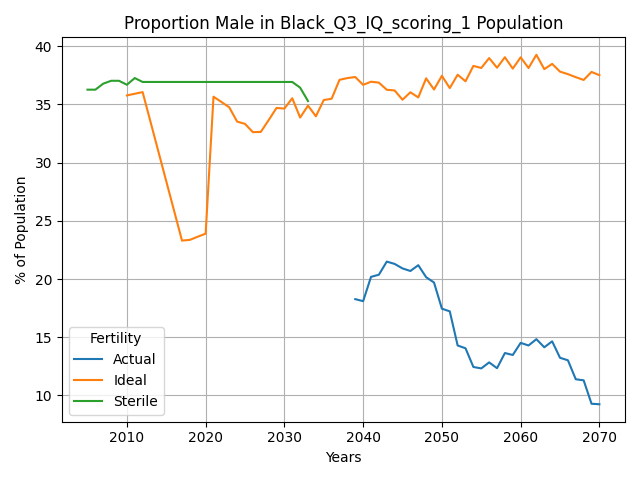 Proportion Male in Black_Q3_IQ_scoring_1 Population
% of Population
40
35
30
25
20
15
10
Fertility
Actual
Ideal
Sterile
2010 2020 2030 2040 2050 2060 2070
Years